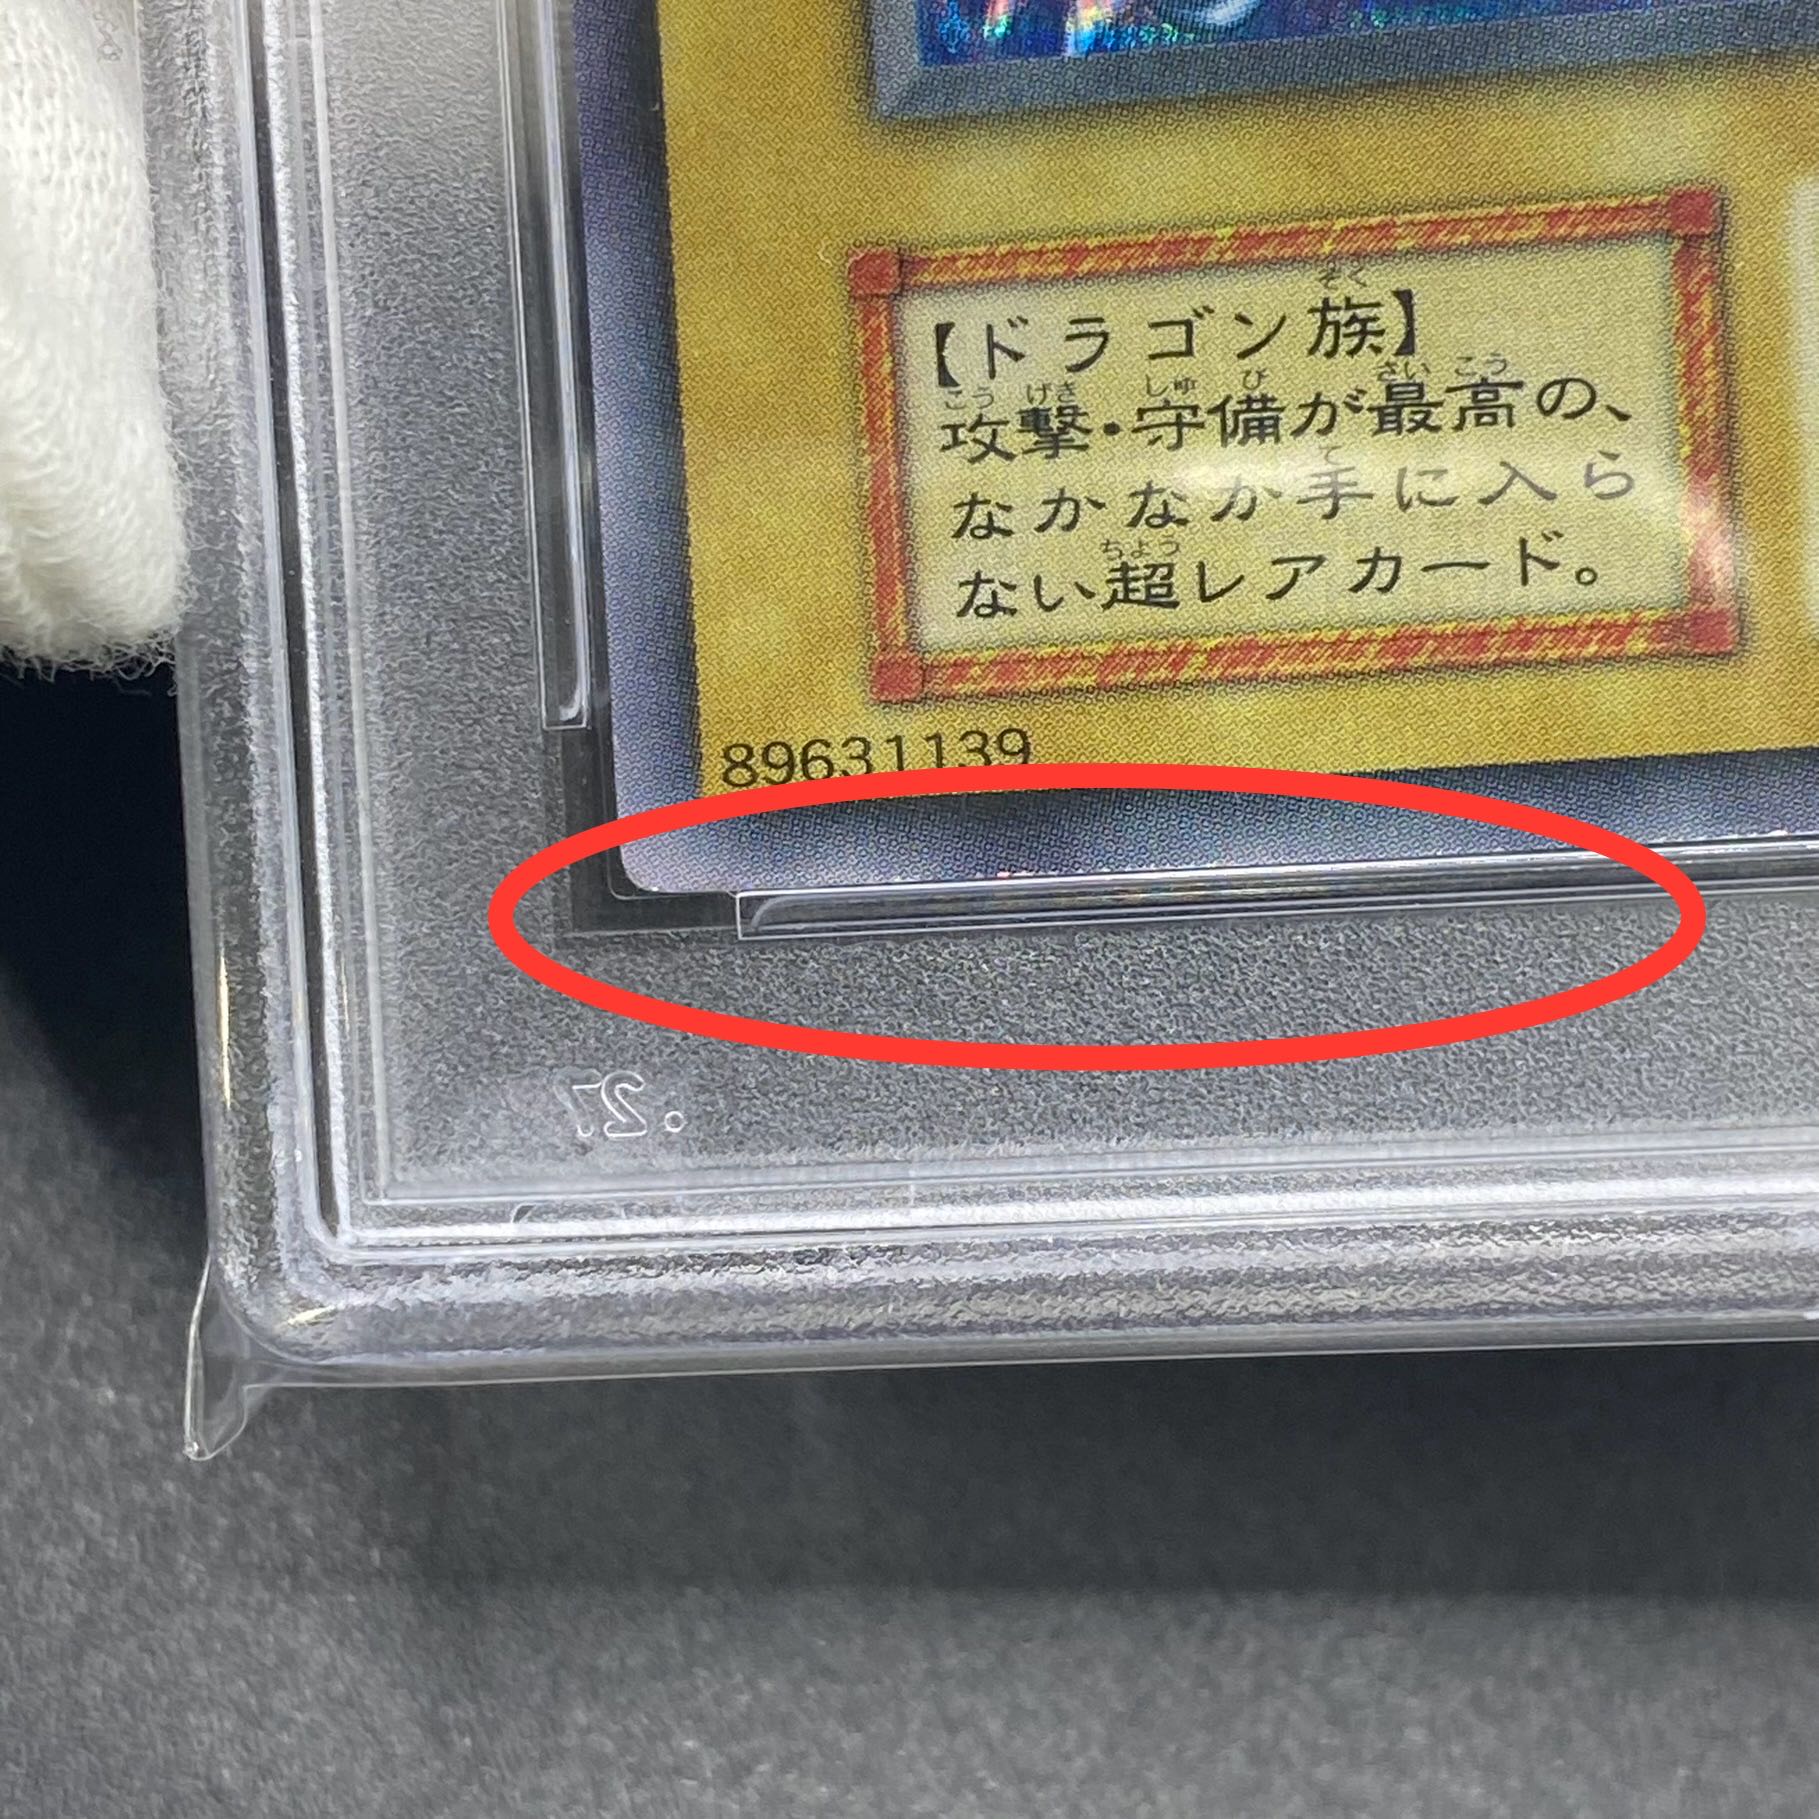 【ドラゴン族】
攻撃・守備が最高の、
なかなか手に入ら
ない超レアカード。
89631139